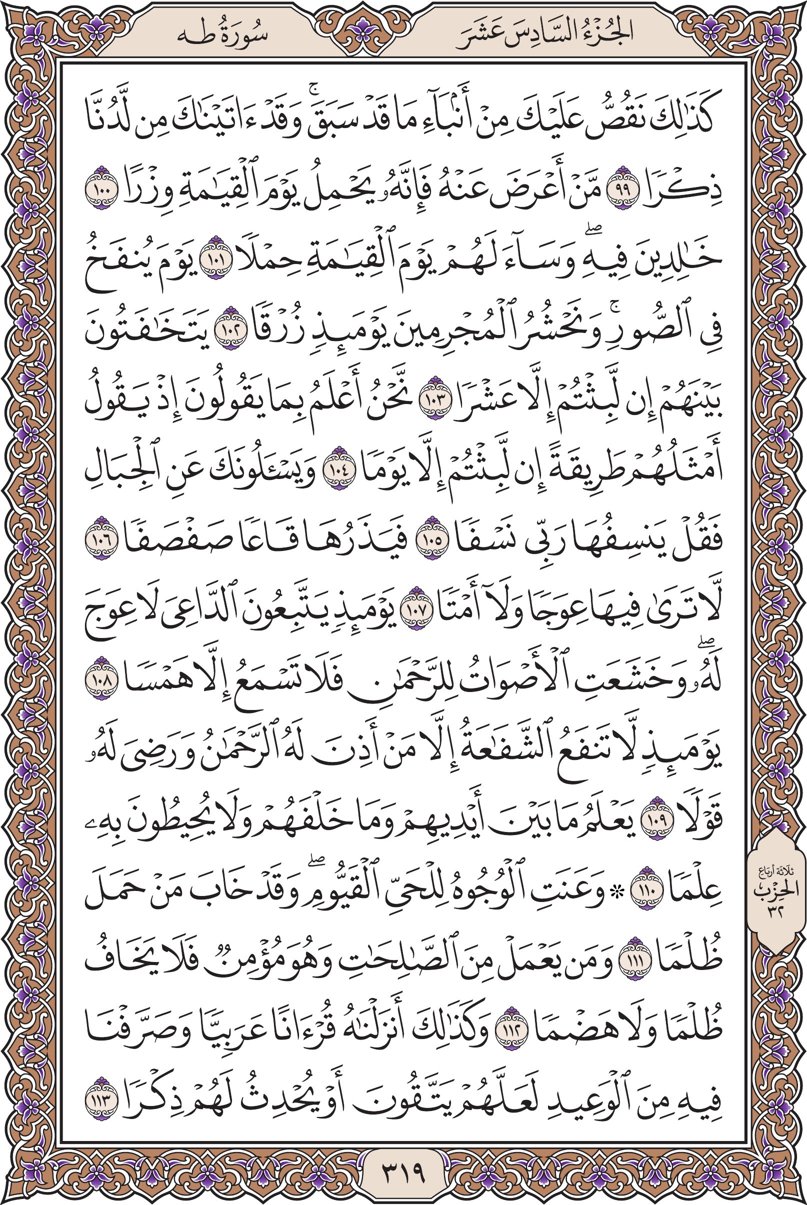 الجُزْءُ السَّادِسَ عَشَرَ
سُورَةُ طه
كَذَٰلِكَ نَقُصُّ عَلَيْكَ مِنْ أَنۢبَآءِ مَا قَدْ سَبَقَۚ وَقَدْ ءَاتَيْنَٰكَ مِن لَّدُنَّا
ذِكْرًا ٩٩ مَّنْ أَعْرَضَ عَنْهُ فَإِنَّهُۥ يَحْمِلُ يَوْمَ ٱلْقِيَٰمَةِ وِزْرًا ١٠٠
خَٰلِدِينَ فِيهِۖ وَسَآءَ لَهُمْ يَوْمَ ٱلْقِيَٰمَةِ حِمْلًا ١٠١ يَوْمَ يُنفَخُ
فِى ٱلصُّورِۚ وَنَحْشُرُ ٱلْمُجْرِمِينَ يَوْمَئِذٍ زُرْقًا ١٠٢ يَتَخَٰفَتُونَ
بَيْنَهُمْ إِن لَّبِثْتُمْ إِلَّا عَشْرًا ١٠٣ نَّحْنُ أَعْلَمُ بِمَا يَقُولُونَ إِذْ يَقُولُ
أَمْثَلُهُمْ طَرِيقَةً إِن لَّبِثْتُمْ إِلَّا يَوْمًا ١٠٤ وَيَسْـَٔلُونَكَ عَنِ ٱلْجِبَالِ
فَقُلْ يَنسِفُهَا رَبِّى نَسْفًا ١٠٥ فَيَذَرُهَا قَاعًا صَفْصَفًا ١٠٦
لَّا تَرَىٰ فِيهَا عِوَجًا وَلَآ أَمْتًا ١٠٧ يَوْمَئِذٍ يَتَّبِعُونَ ٱلدَّاعِىَ لَا عِوَجَ
لَهُۥۖ وَخَشَعَتِ ٱلْأَصْوَاتُ لِلرَّحْمَٰنِ فَلَا تَسْمَعُ إِلَّا هَمْسًا ١٠٨
يَوْمَئِذٍ لَّا تَنفَعُ ٱلشَّفَٰعَةُ إِلَّا مَنْ أَذِنَ لَهُ ٱلرَّحْمَٰنُ وَرَضِىَ لَهُۥ
قَوْلًا ١٠٩ يَعْلَمُ مَا بَيْنَ أَيْدِيهِمْ وَمَا خَلْفَهُمْ وَلَا يُحِيطُونَ بِهِۦ
عِلْمًا ١١٠ ۞ وَعَنَتِ ٱلْوُجُوهُ لِلْحَىِّ ٱلْقَيُّومِۖ وَقَدْ خَابَ مَنْ حَمَلَ
ثلاثة أرباع
الحزب
٣٢
ظُلْمًا ١١١ وَمَن يَعْمَلْ مِنَ ٱلصَّٰلِحَٰتِ وَهُوَ مُؤْمِنٌ فَلَا يَخَافُ
ظُلْمًا وَلَا هَضْمًا ١١٢ وَكَذَٰلِكَ أَنزَلْنَٰهُ قُرْءَانًا عَرَبِيًّا وَصَرَّفْنَا
فِيهِ مِنَ ٱلْوَعِيدِ لَعَلَّهُمْ يَتَّقُونَ أَوْ يُحْدِثُ لَهُمْ ذِكْرًا ١١٣
٣١٩